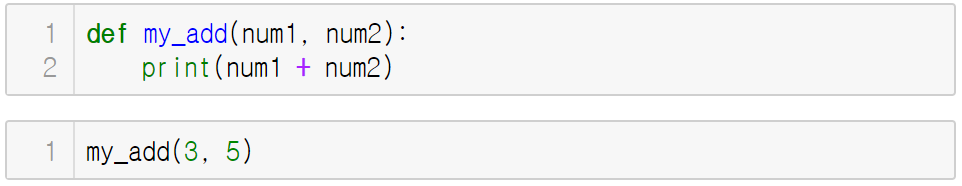 1 def my_add(num1, num2):
2     print(num1 + num2)
1 my_add(3, 5)